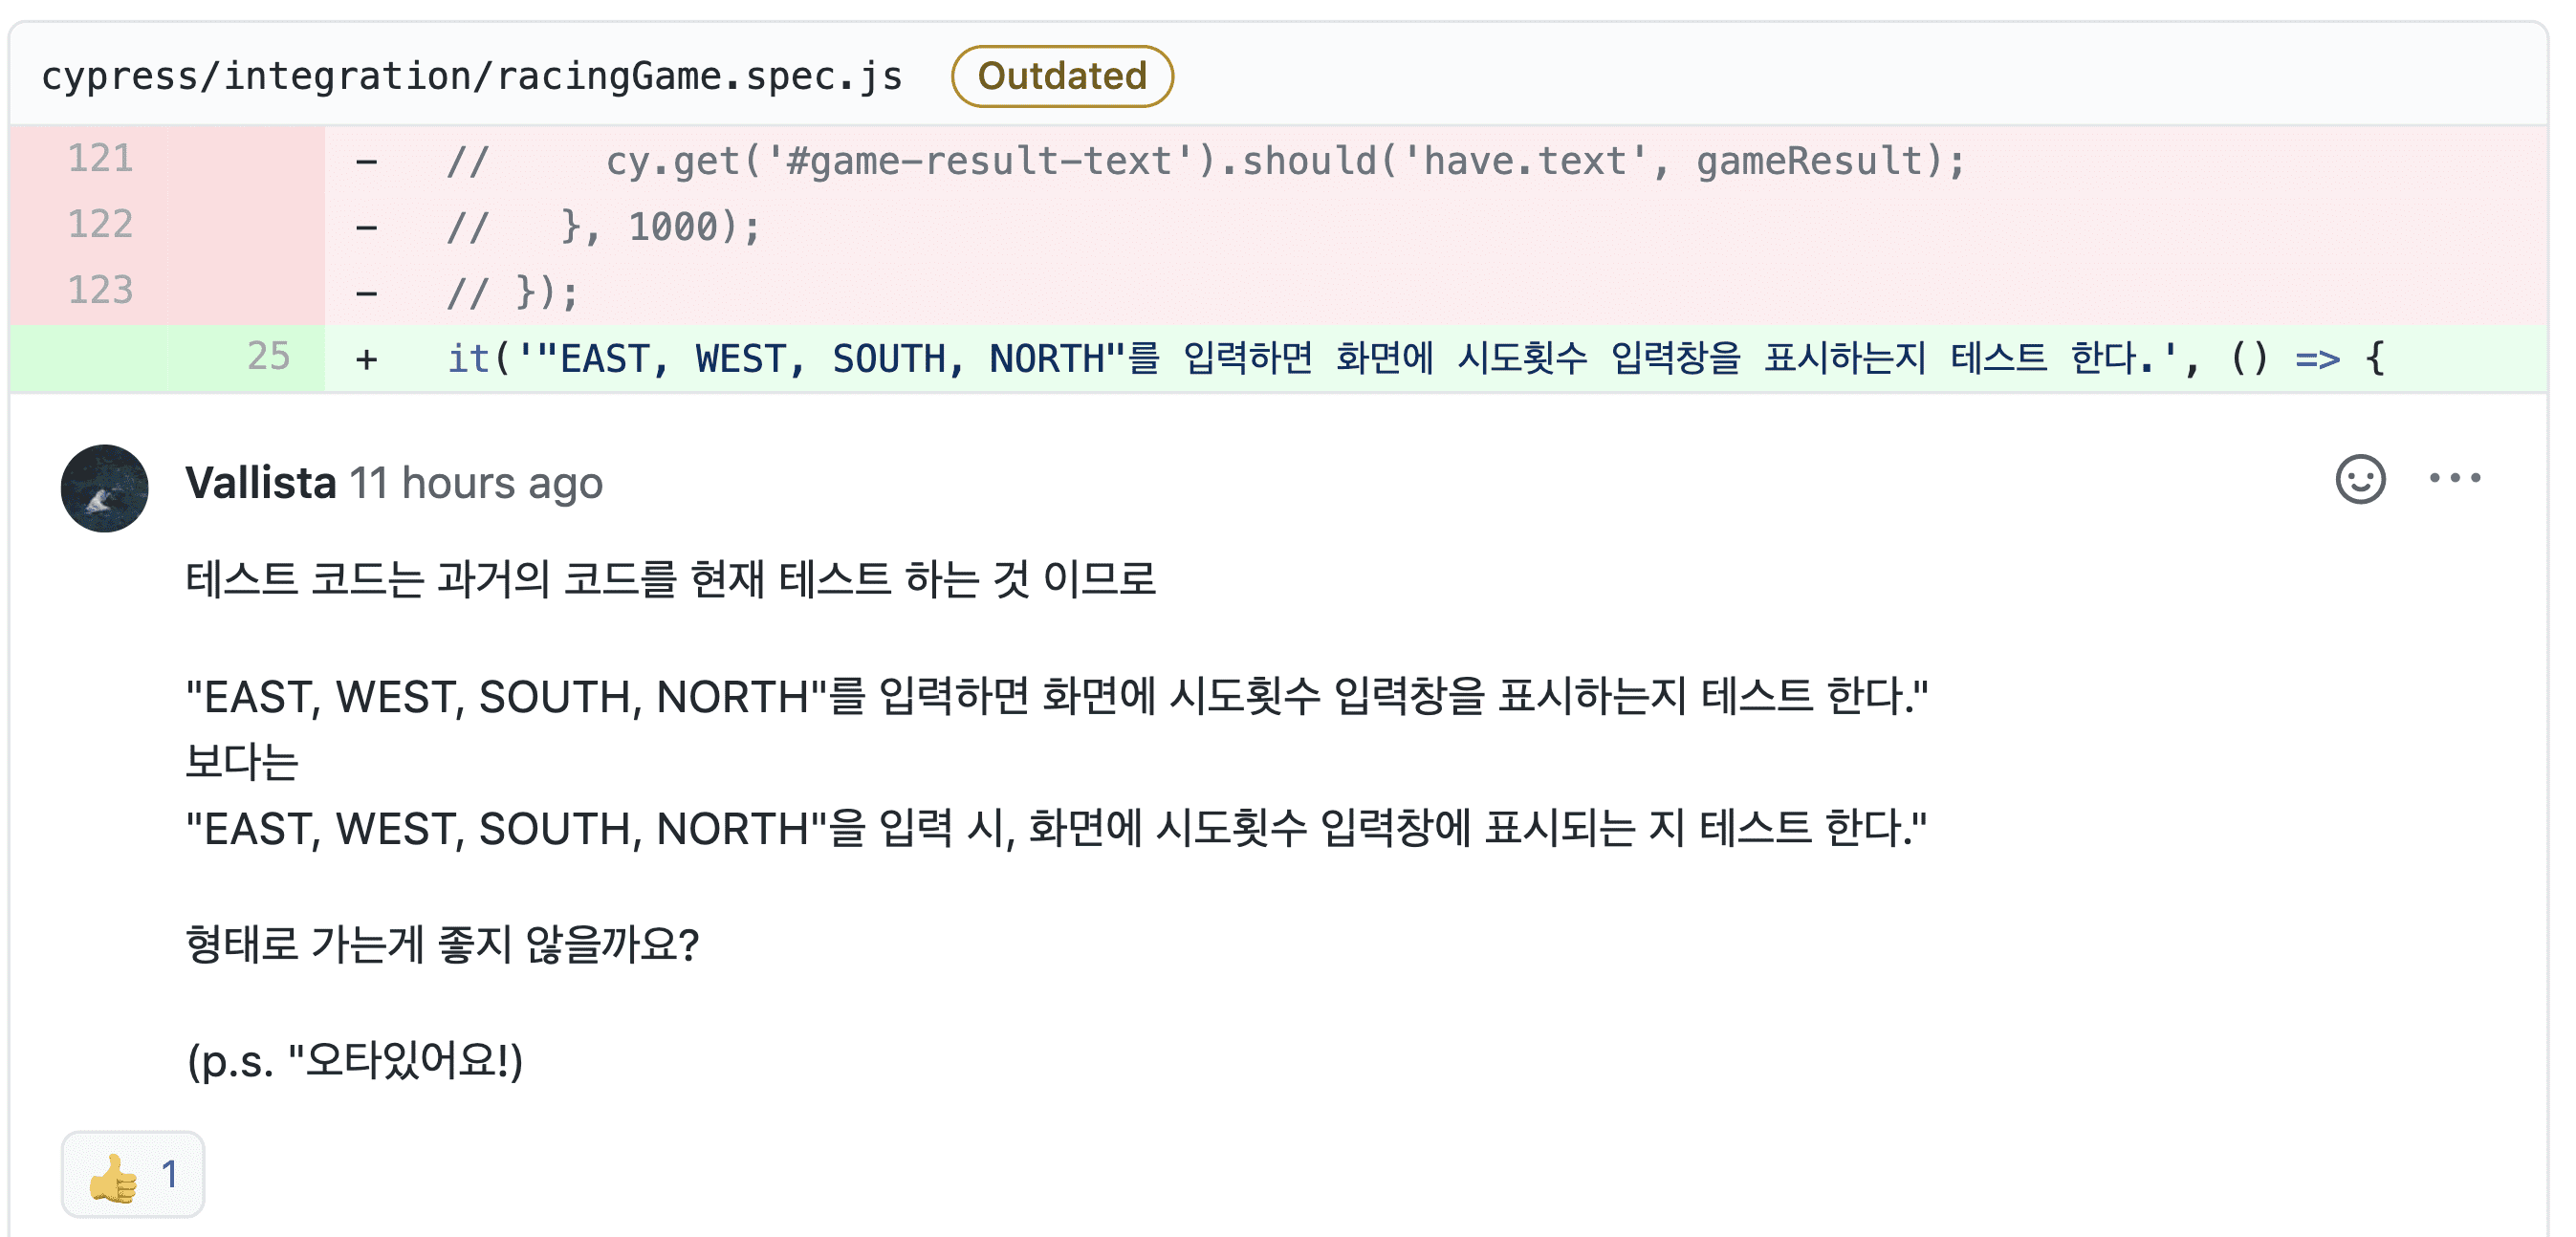 cypress/integration/racingGame.spec.js Outdated
121 - // cy.get('#game-result-text').should('have.text', gameResult);
122 - // }, 1000);
123 - // });
25 + it('"EAST, WEST, SOUTH, NORTH"를 입력하면 화면에 시도횟수 입력창을 표시하는지 테스트 한다.', () => {
Vallista 11 hours ago
테스트 코드는 과거의 코드를 현재 테스트 하는 것 이므로
"EAST, WEST, SOUTH, NORTH"를 입력하면 화면에 시도횟수 입력창을 표시하는지 테스트 한다."
보다는
"EAST, WEST, SOUTH, NORTH"을 입력 시, 화면에 시도횟수 입력창에 표시되는 지 테스트 한다."
형태로 가는게 좋지 않을까요?
(p.s. "오타있어요!)
👍 1